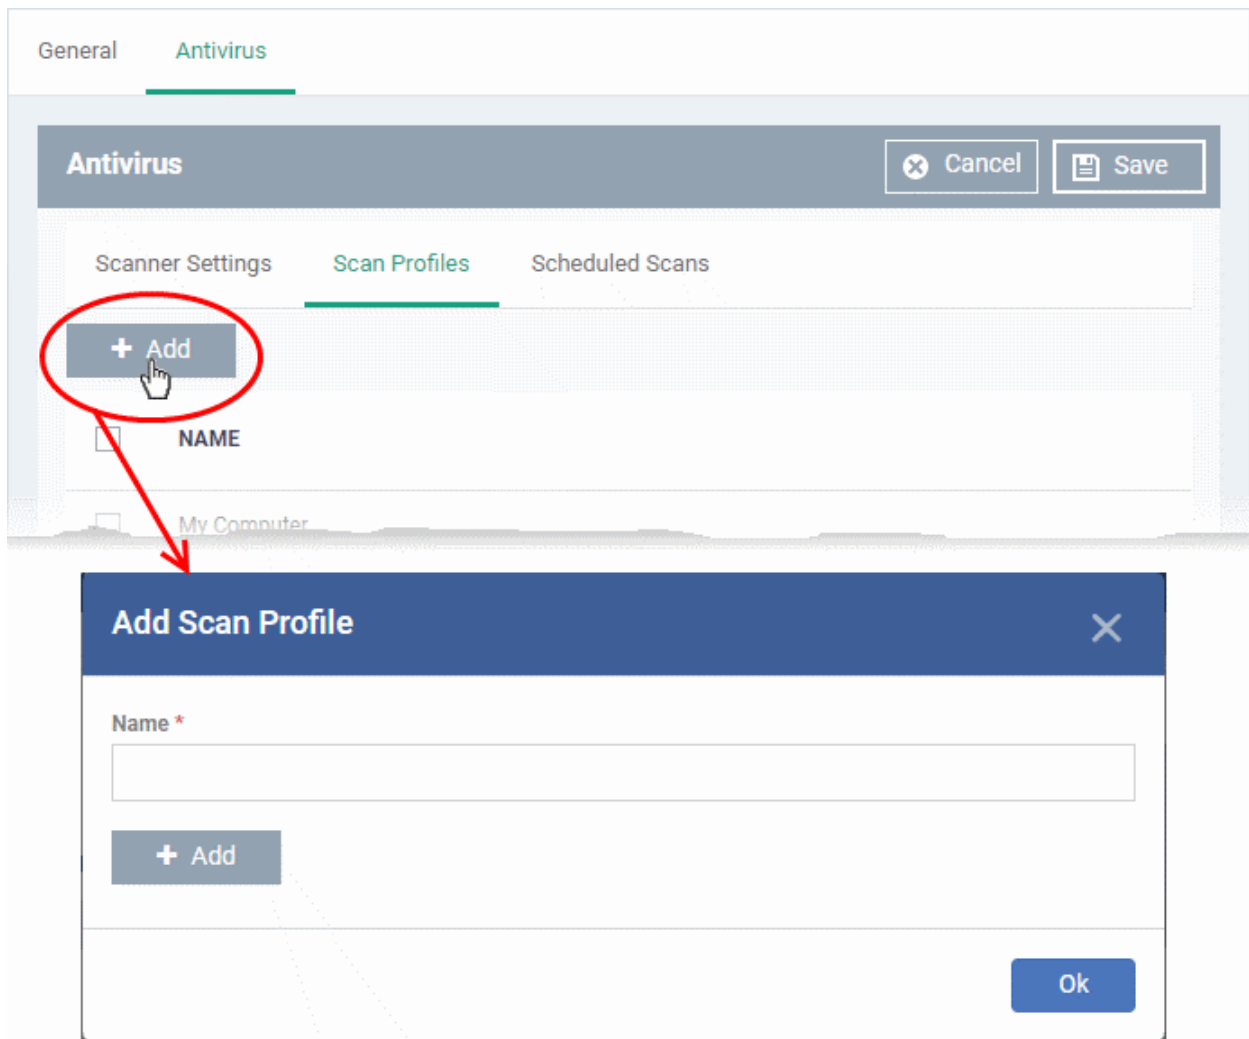 General Antivirus
Antivirus Cancel Save
Scanner Settings Scan Profiles Scheduled Scans
+ Add
NAME
My Computer
Add Scan Profile
Name *
+ Add
Ok